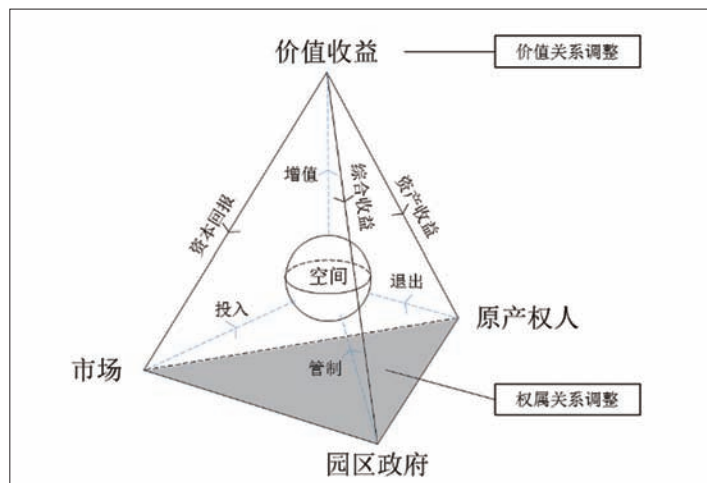 价值收益
价值关系调整
增值
综合收益
资产收益
资本回报
空间
投入
退出
原产权人
市场
管制
权属关系调整
园区政府